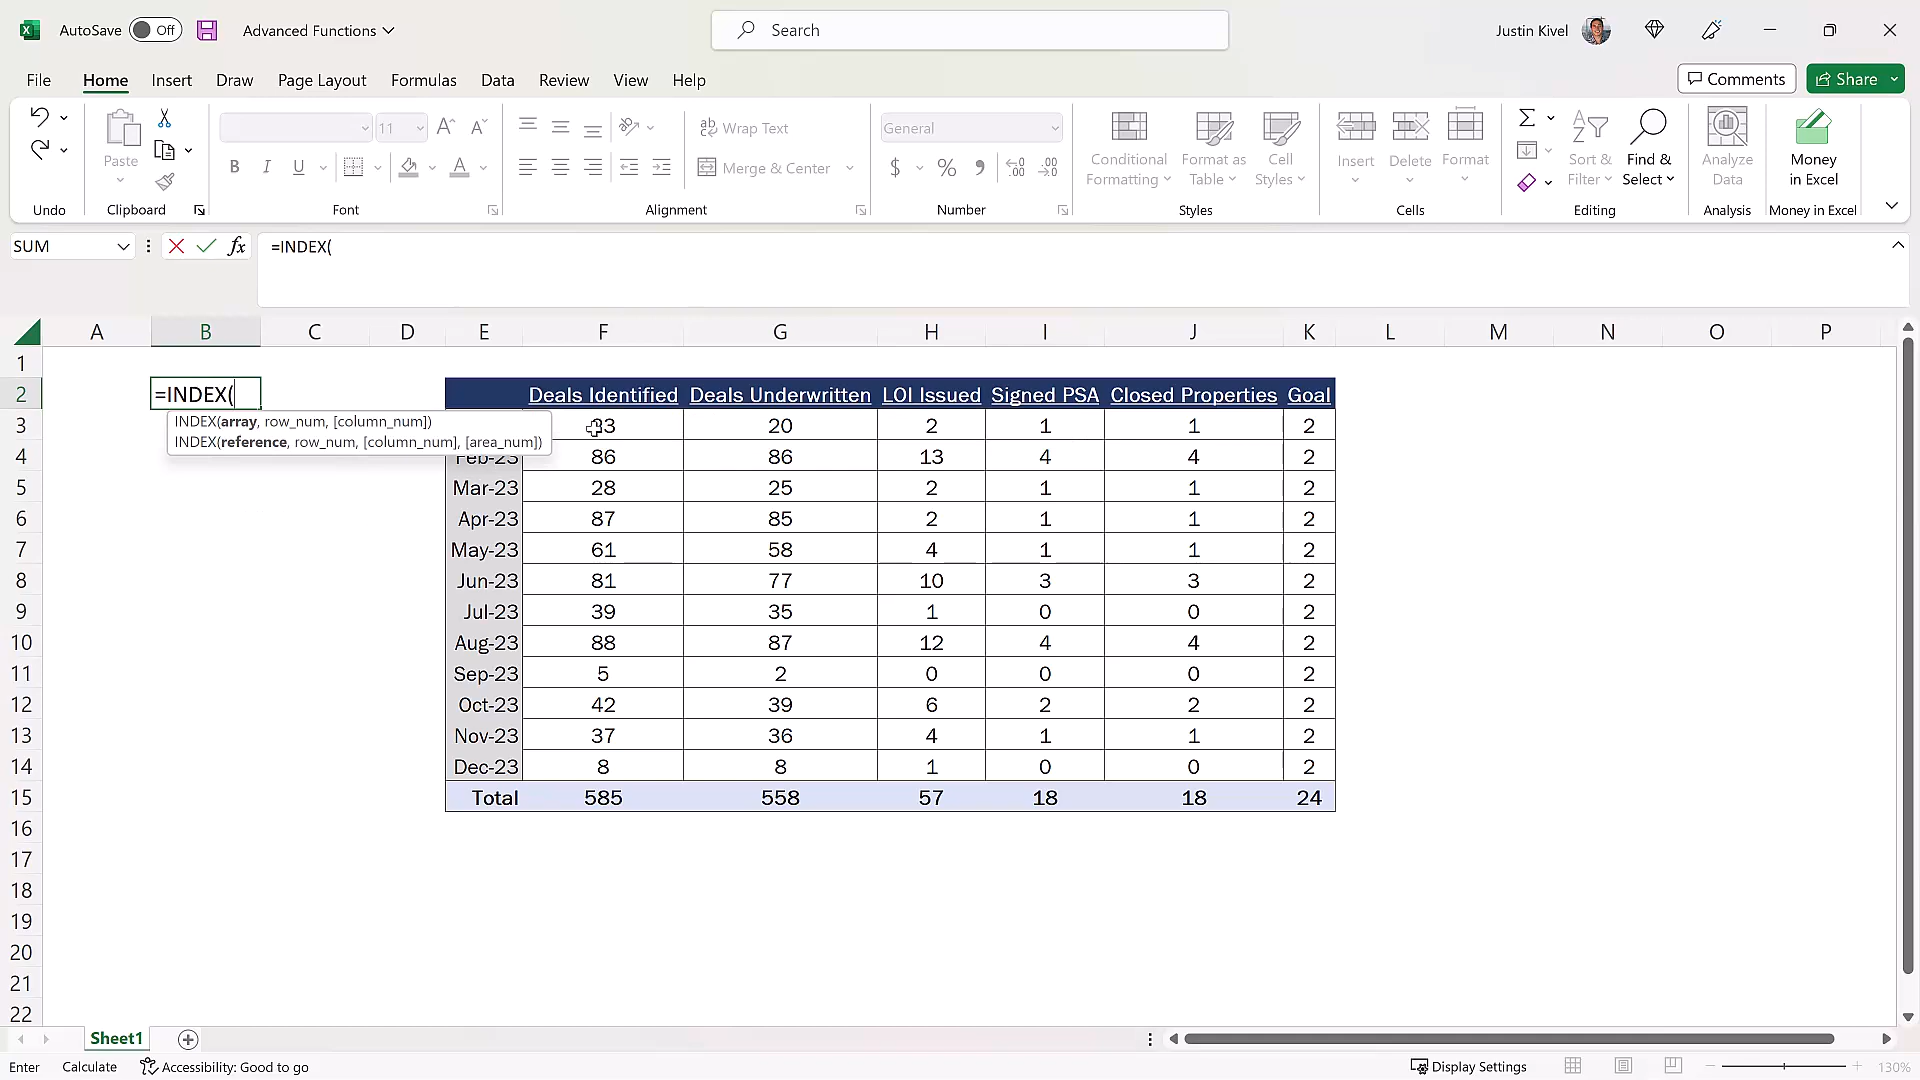 AutoSave Off Advanced Functions Search Justin Kivel
File Home Insert Draw Page Layout Formulas Data Review View Help Comments Share
11 Wrap Text General
Paste Conditional Formatting Format as Table Cell Styles Insert Delete Format Sort & Filter Find & Select Analyze Data Money in Excel
B I U A Merge & Center $ %
Undo Clipboard Font Alignment Number Styles Cells Editing Analysis Money in Excel
SUM fx =INDEX(
A B C D E F G H I J K L M N O P
1
2 =INDEX( Deals Identified Deals Underwritten LOI Issued Signed PSA Closed Properties Goal
INDEX(array, row_num, [column_num])
INDEX(reference, row_num, [column_num], [area_num])
3 33 20 2 1 1 2
4 Feb-23 86 86 13 4 4 2
5 Mar-23 28 25 2 1 1 2
6 Apr-23 87 85 2 1 1 2
7 May-23 61 58 4 1 1 2
8 Jun-23 81 77 10 3 3 2
9 Jul-23 39 35 1 0 0 2
10 Aug-23 88 87 12 4 4 2
11 Sep-23 5 2 0 0 0 2
12 Oct-23 42 39 6 2 2 2
13 Nov-23 37 36 4 1 1 2
14 Dec-23 8 8 1 0 0 2
15 Total 585 558 57 18 18 24
16
17
18
19
20
21
22
Sheet1
Enter Calculate Accessibility: Good to go Display Settings 130%